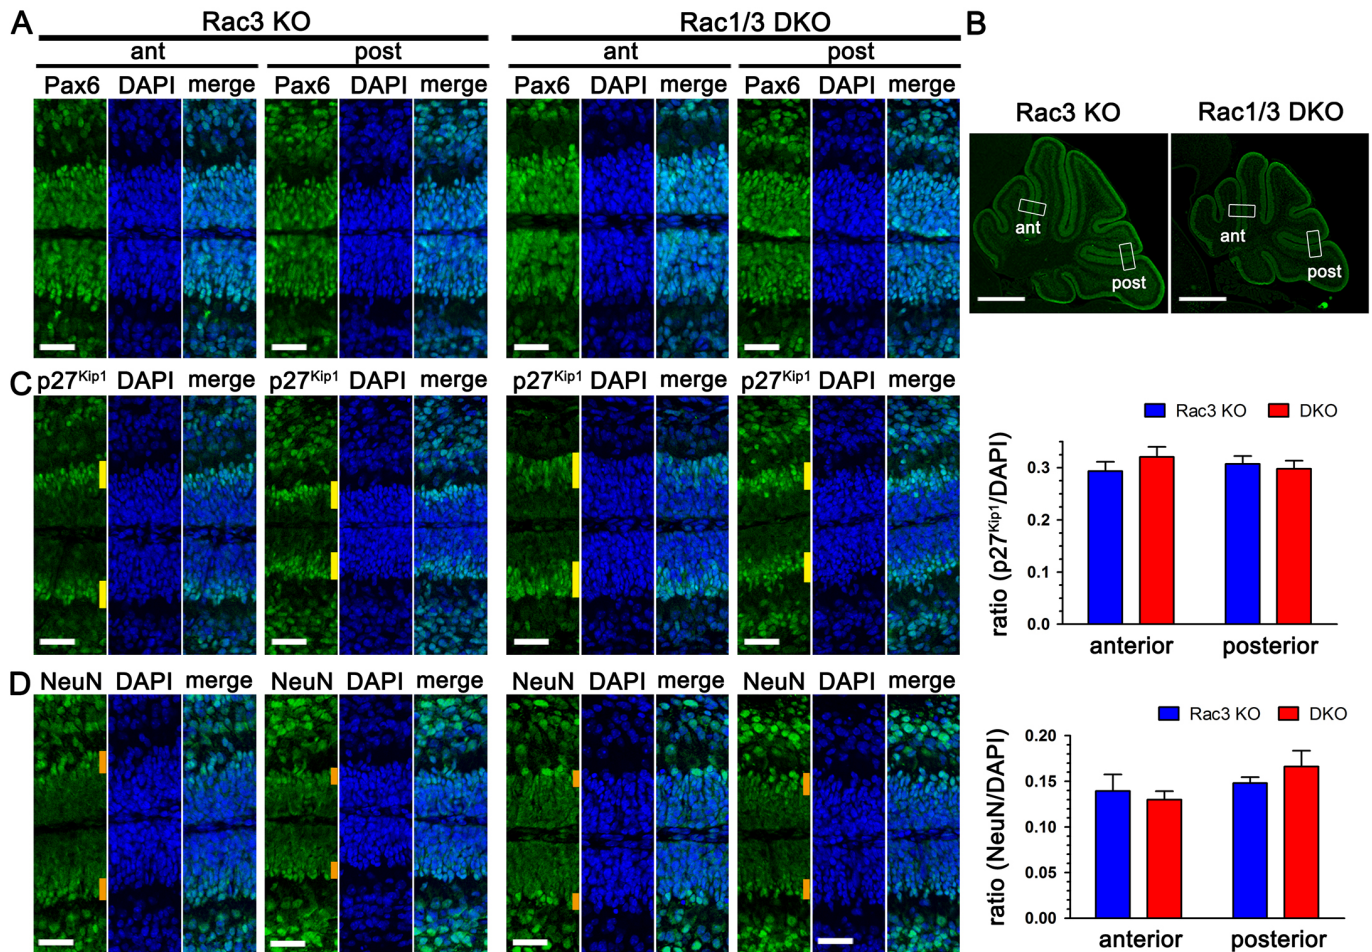 A Rac3 KO Rac1/3 DKO B
ant post ant post
Pax6 DAPI merge Pax6 DAPI merge Pax6 DAPI merge Pax6 DAPI merge
Rac3 KO Rac1/3 DKO
ant ant
post post
C p27Kip1 DAPI merge p27Kip1 DAPI merge p27Kip1 DAPI merge p27Kip1 DAPI merge
Rac3 KO DKO
ratio (p27Kip1/DAPI)
0.3
0.2
0.1
0.0
anterior posterior
D NeuN DAPI merge NeuN DAPI merge NeuN DAPI merge NeuN DAPI merge
Rac3 KO DKO
ratio (NeuN/DAPI)
0.20
0.15
0.10
0.05
0.00
anterior posterior